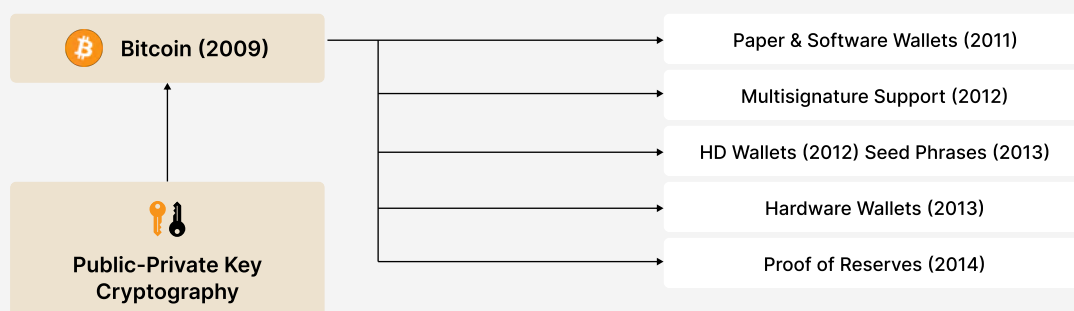 Bitcoin (2009)
Paper & Software Wallets (2011)
Multisignature Support (2012)
HD Wallets (2012) Seed Phrases (2013)
Hardware Wallets (2013)
Proof of Reserves (2014)
Public-Private Key
Cryptography